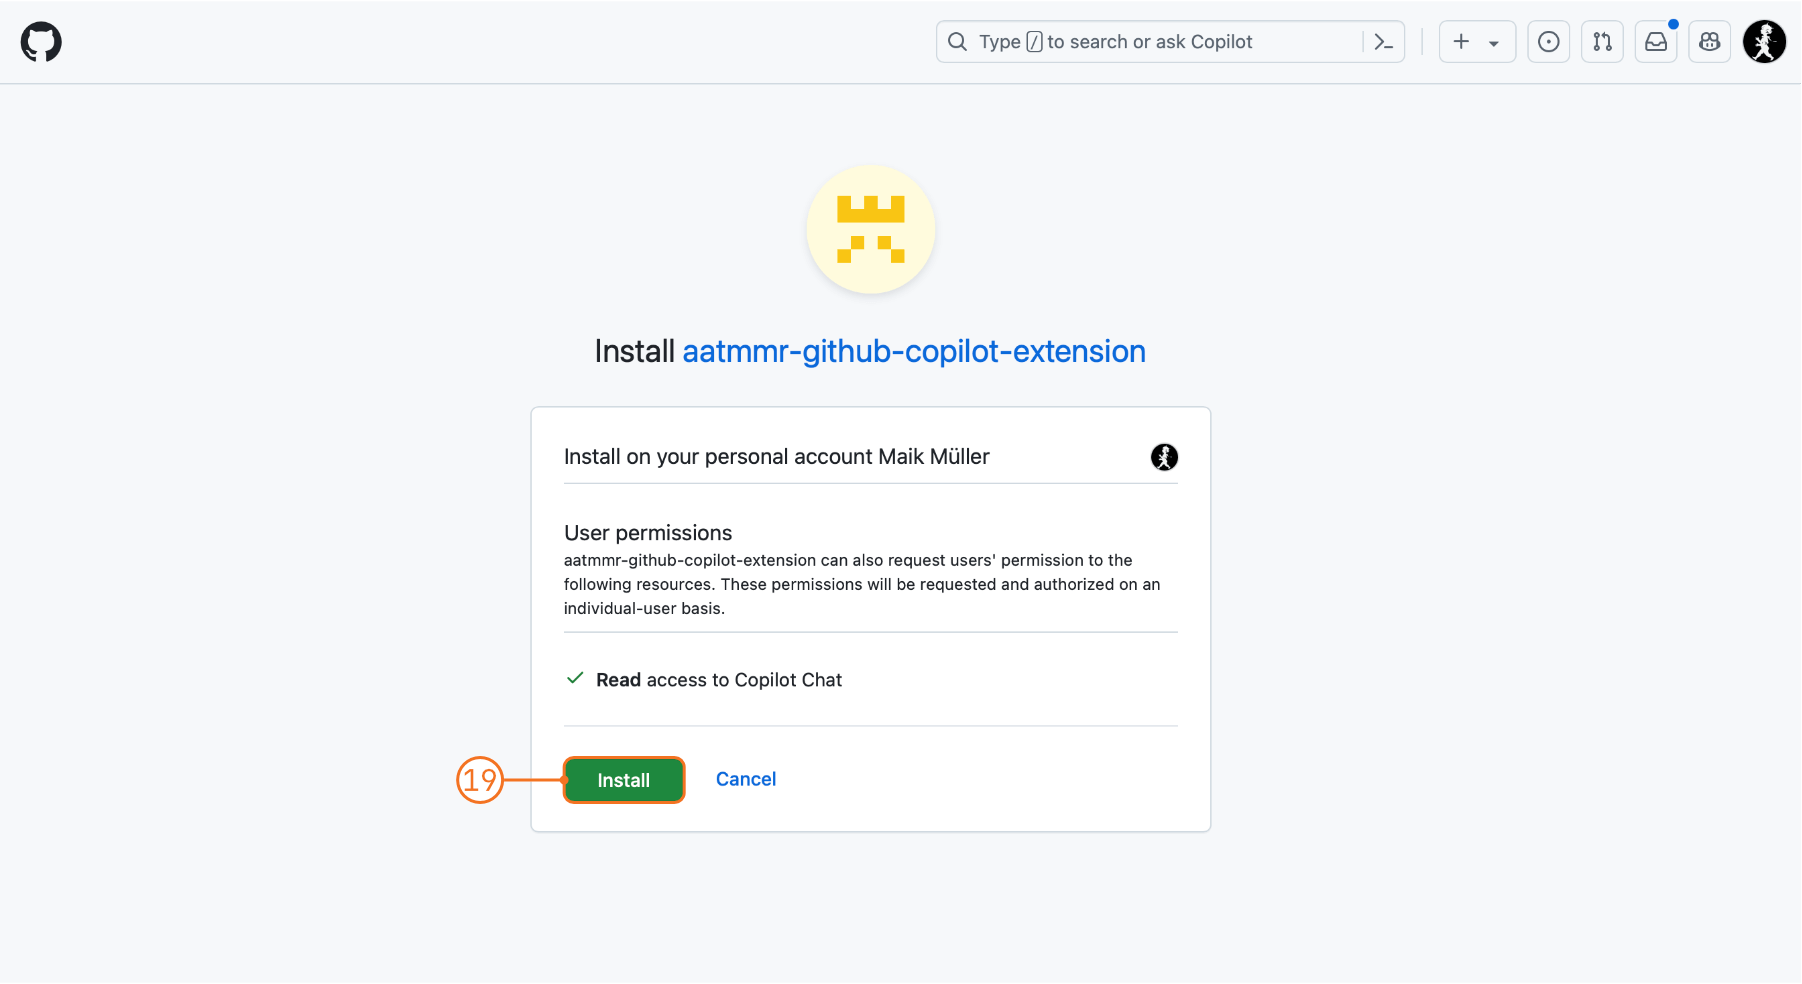 Type / to search or ask Copilot
Install aatmmr-github-copilot-extension
Install on your personal account Maik Müller
User permissions
aatmmr-github-copilot-extension can also request users' permission to the
following resources. These permissions will be requested and authorized on an
individual-user basis.
Read access to Copilot Chat
19
Install
Cancel